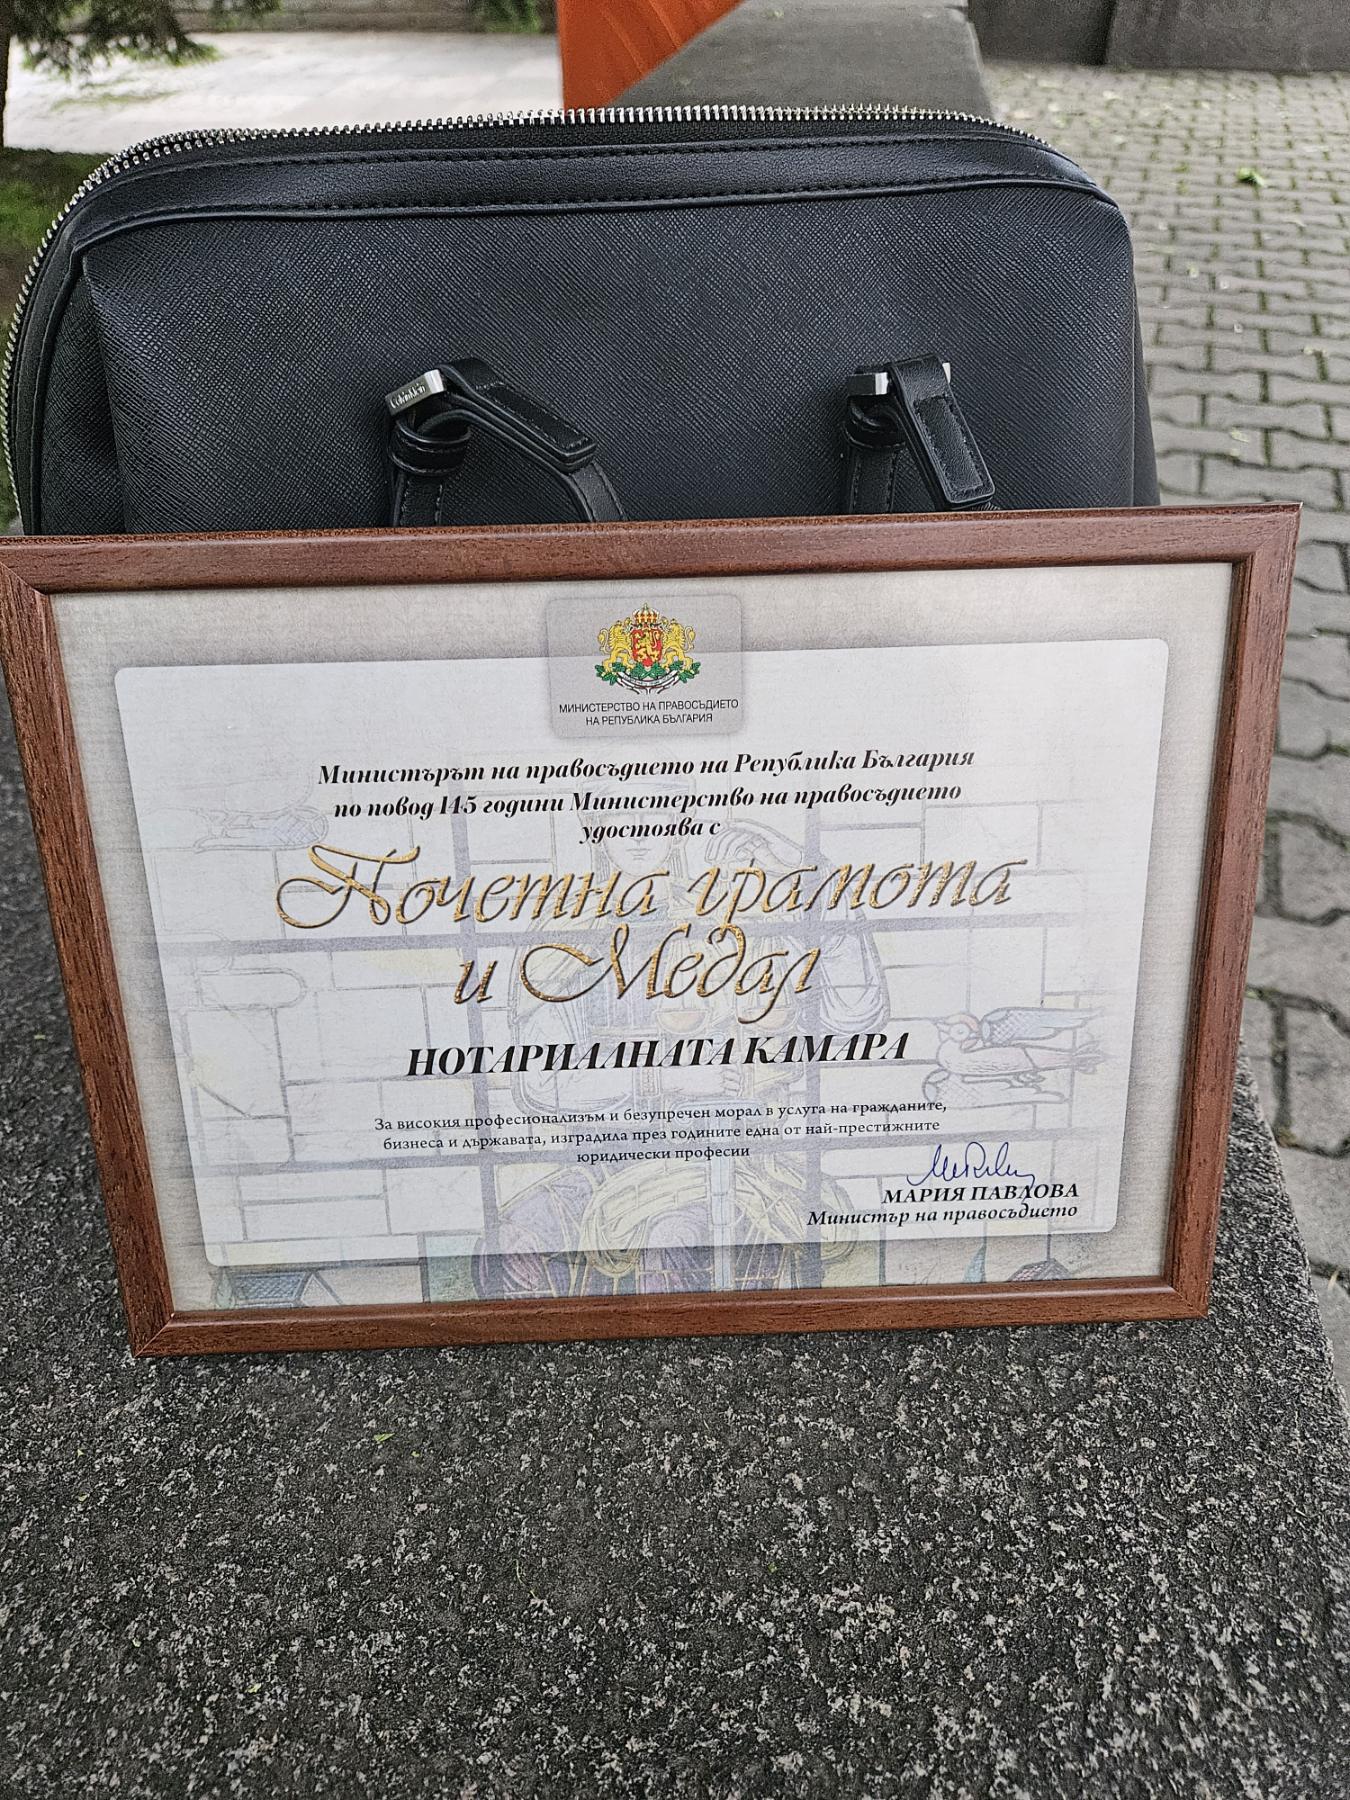 Calvin Klein
МИНИСТЕРСТВО НА ПРАВОСЪДИЕТО
НА РЕПУБЛИКА БЪЛГАРИЯ
Министърът на правосъдието на Република България
по повод 145 години Министерство на правосъдието
удостоява с
Почетна грамота
и Медал
НОТАРИАЛНАТА КАМАРА
За високия професионализъм и безупречен морал в услуга на гражданите,
бизнеса и държавата, изградила през годините една от най-престижните
юридически професии
МАРИЯ ПАВЛОВА
Министър на правосъдието